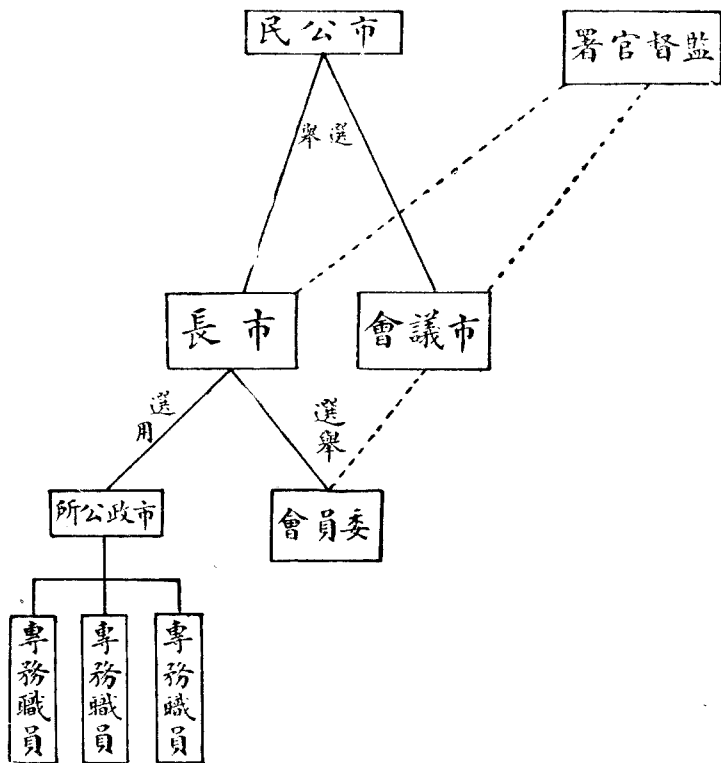 市公民
監督官署
選舉
市長
市議會
選用
選舉
市政公所
委員會
專務職員
專務職員
專務職員